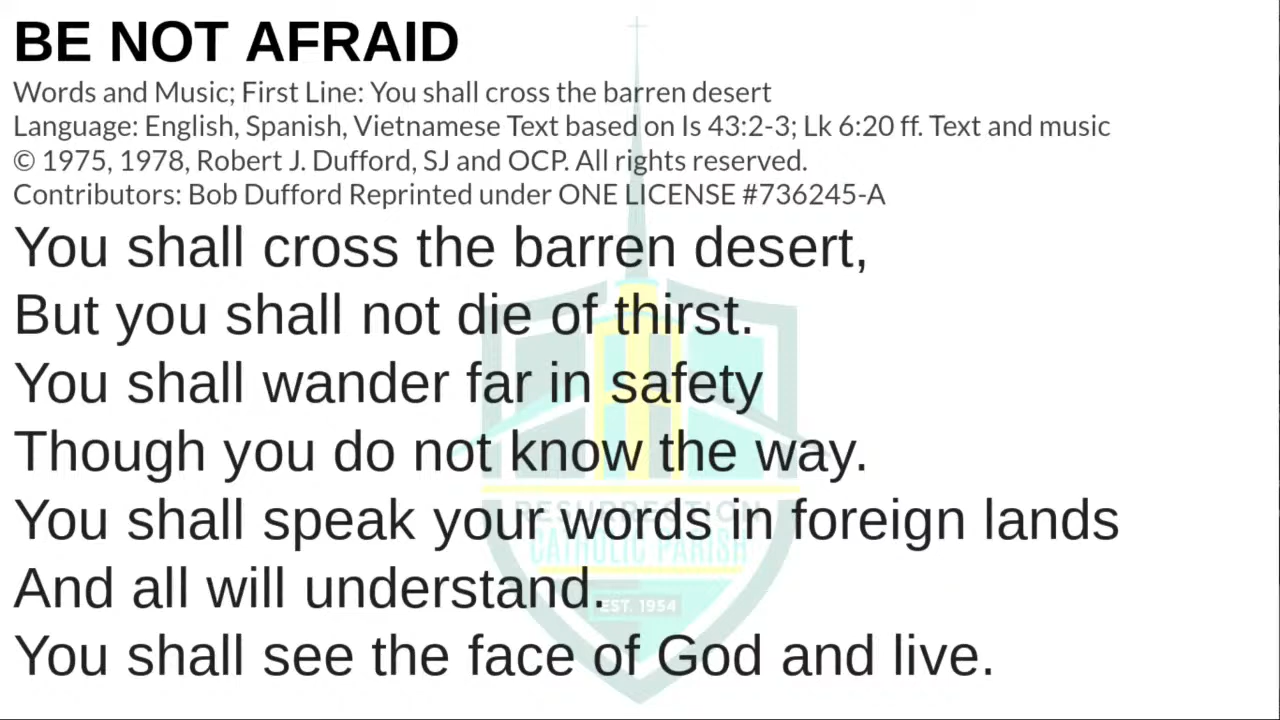 BE NOT AFRAID
Words and Music; First Line: You shall cross the barren desert
Language: English, Spanish, Vietnamese Text based on Is 43:2-3; Lk 6:20 ff. Text and music
© 1975, 1978, Robert J. Dufford, SJ and OCP. All rights reserved.
Contributors: Bob Dufford Reprinted under ONE LICENSE #736245-A
You shall cross the barren desert,
But you shall not die of thirst.
You shall wander far in safety
Though you do not know the way.
You shall speak your words in foreign lands
And all will understand.
You shall see the face of God and live.
RESURRECTION
CATHOLIC PARISH
EST. 1954